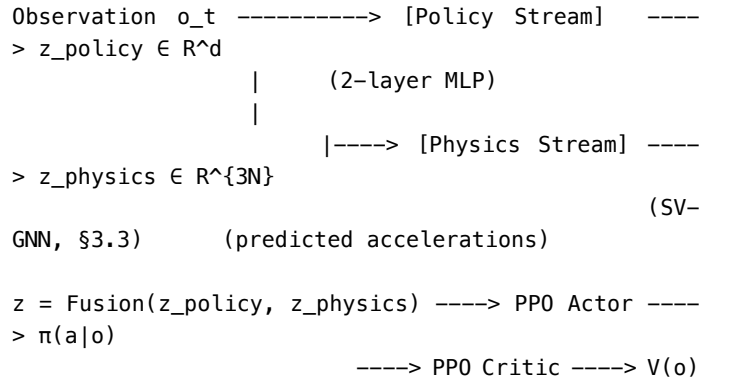 Observation o_t ----------> [Policy Stream] ----
> z_policy ∈ R^d
| (2-layer MLP)
|
|----> [Physics Stream] ----
> z_physics ∈ R^{3N}
(SV-
GNN, §3.3) (predicted accelerations)
z = Fusion(z_policy, z_physics) ----> PPO Actor ----
> π(a|o)
----> PPO Critic ----> V(o)